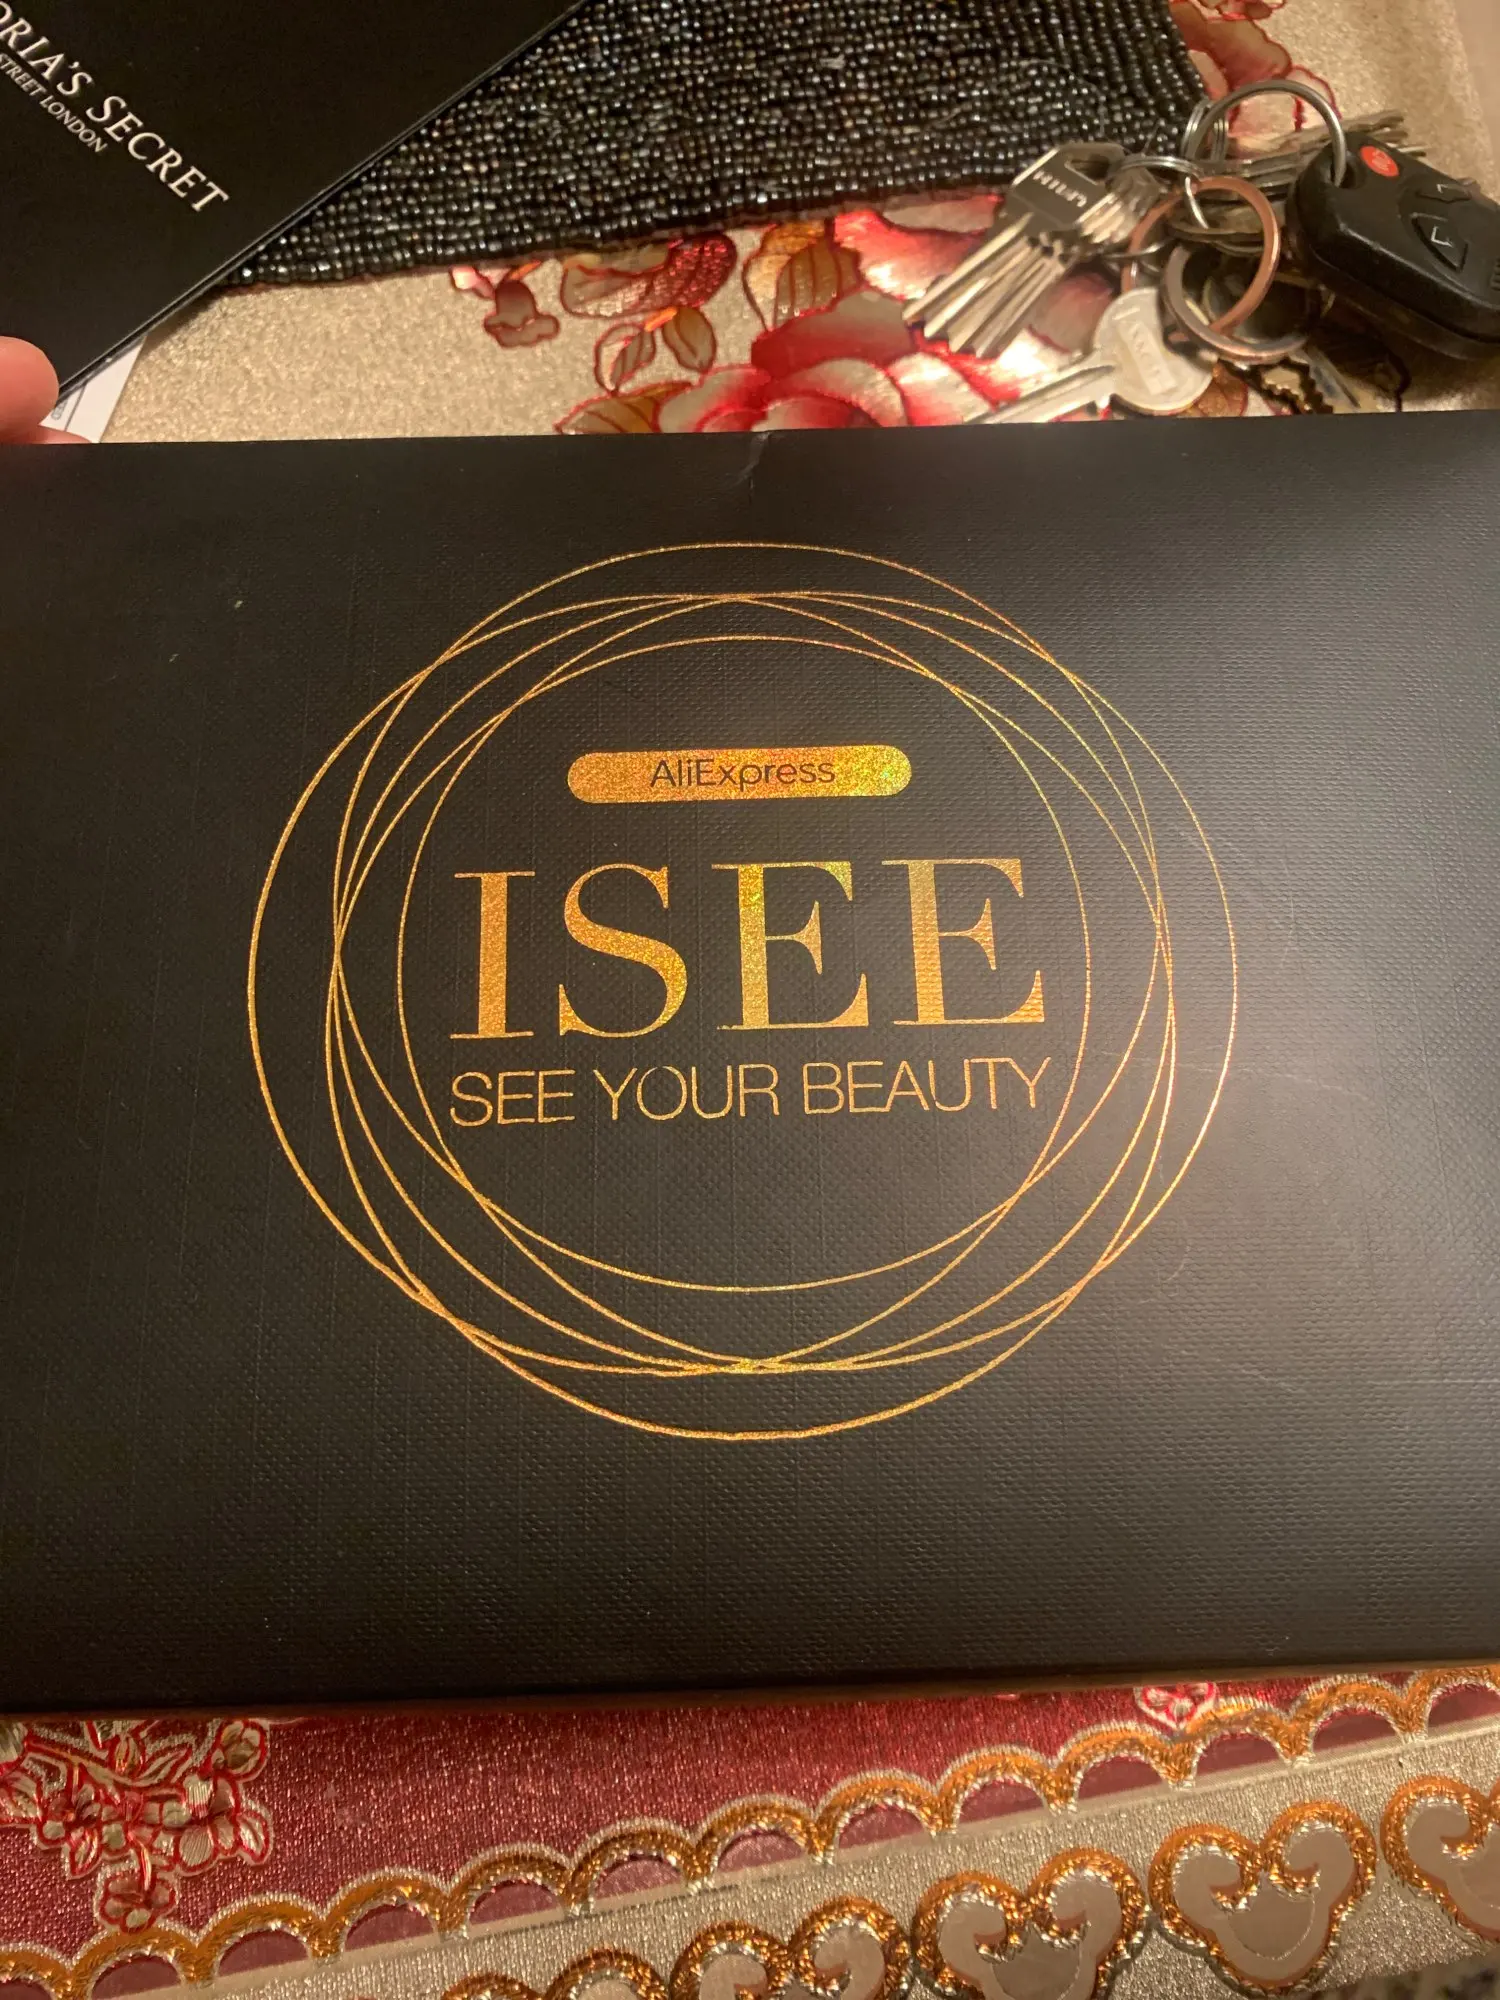 ORIA'S SECRET
STREET LONDON
AliExpress
ISEE
SEE YOUR BEAUTY